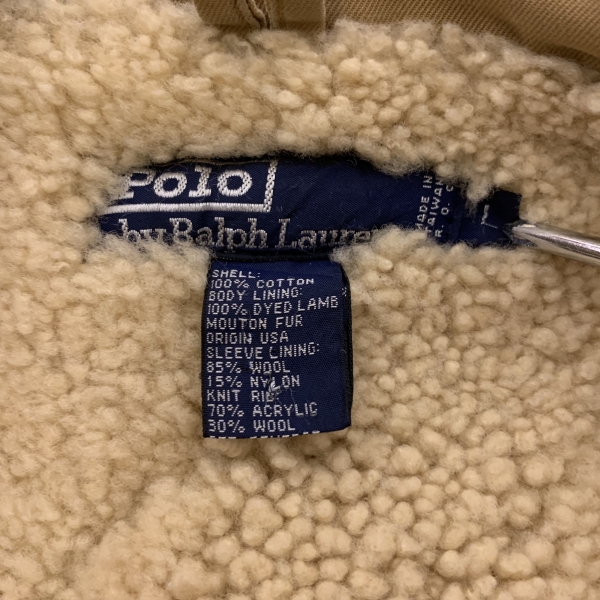 Polo
by Ralph Lauren
MADE IN
TAIWAN
R. O. C.
SHELL:
100% COTTON
BODY LINING:
100% DYED LAMB
MOUTON FUR
ORIGIN USA
SLEEVE LINING:
85% WOOL
15% NYLON
KNIT RIB:
70% ACRYLIC
30% WOOL